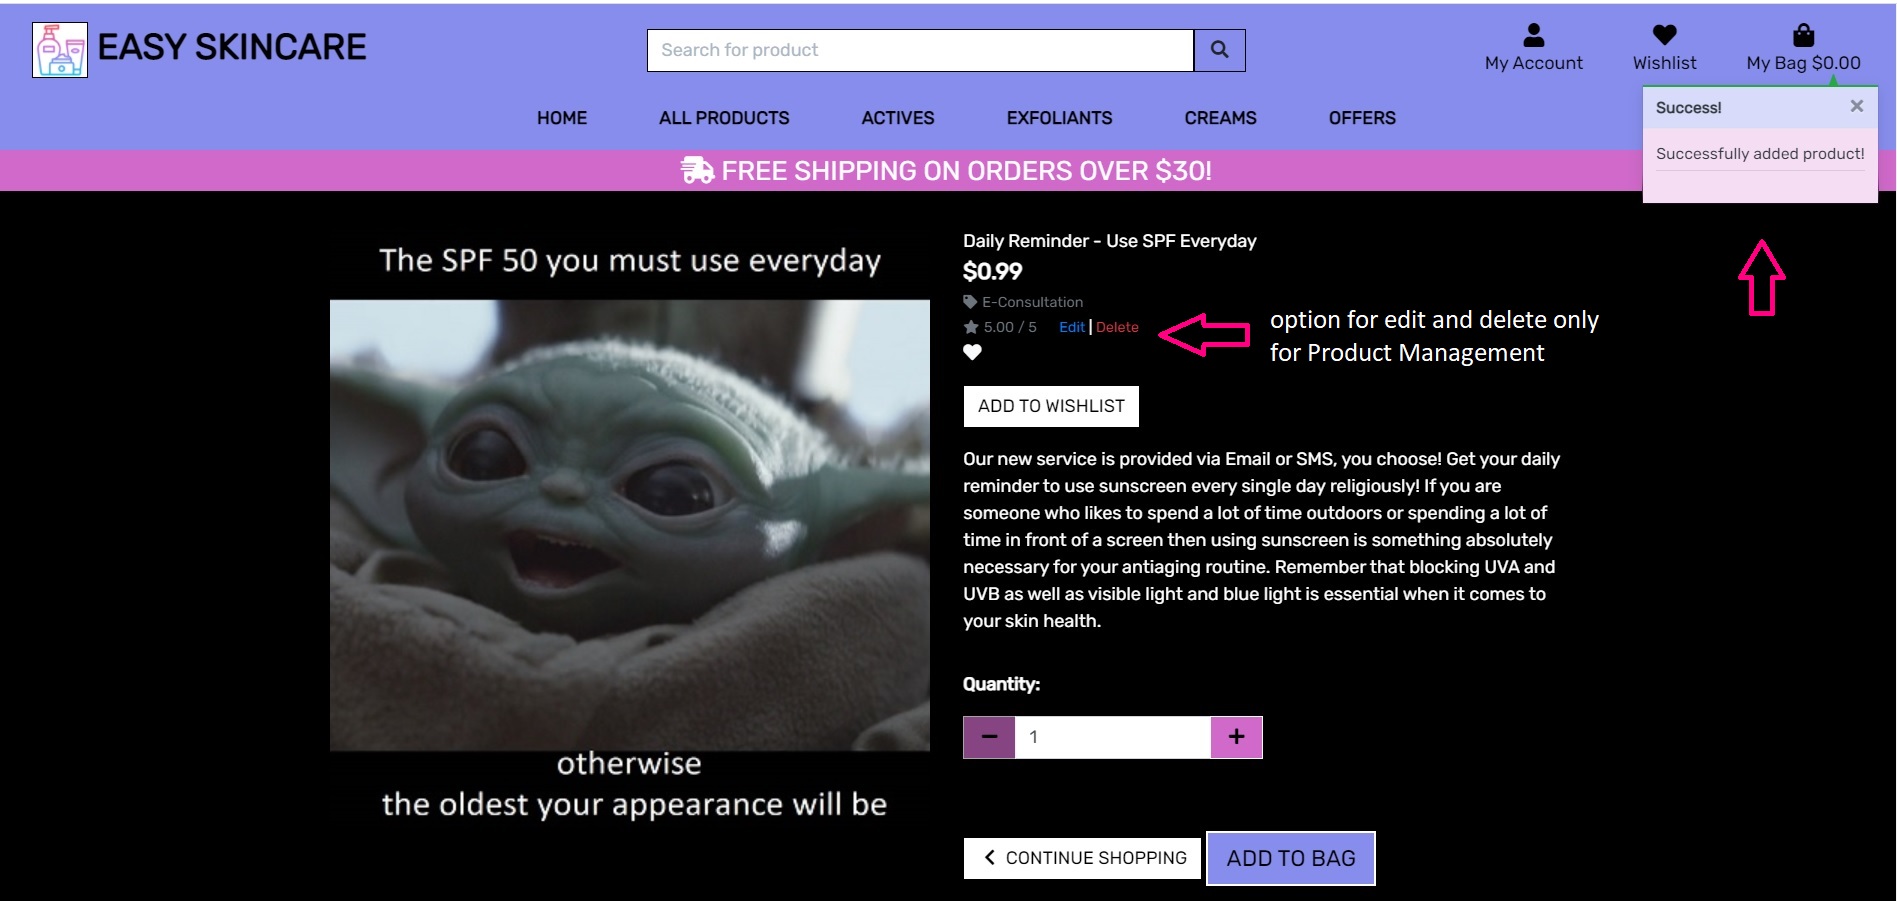 EASY SKINCARE
Search for product
My Account
Wishlist
My Bag $0.00
HOME
ALL PRODUCTS
ACTIVES
EXFOLIANTS
CREAMS
OFFERS
Success!
×
Successfully added product!
FREE SHIPPING ON ORDERS OVER $30!
The SPF 50 you must use everyday
otherwise
the oldest your appearance will be
Daily Reminder - Use SPF Everyday
$0.99
E-Consultation
5.00 / 5 Edit | Delete
option for edit and delete only
for Product Management
ADD TO WISHLIST
Our new service is provided via Email or SMS, you choose! Get your daily
reminder to use sunscreen every single day religiously! If you are
someone who likes to spend a lot of time outdoors or spending a lot of
time in front of a screen then using sunscreen is something absolutely
necessary for your antiaging routine. Remember that blocking UVA and
UVB as well as visible light and blue light is essential when it comes to
your skin health.
Quantity:
− 1 +
CONTINUE SHOPPING
ADD TO BAG